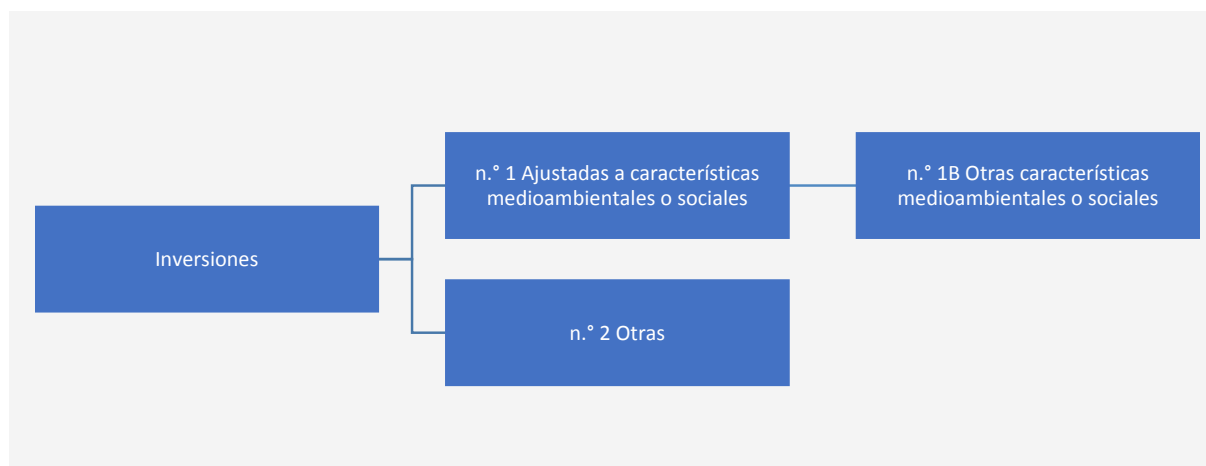 Inversiones
n.° 1 Ajustadas a características
medioambientales o sociales
n.° 1B Otras características
medioambientales o sociales
n.° 2 Otras